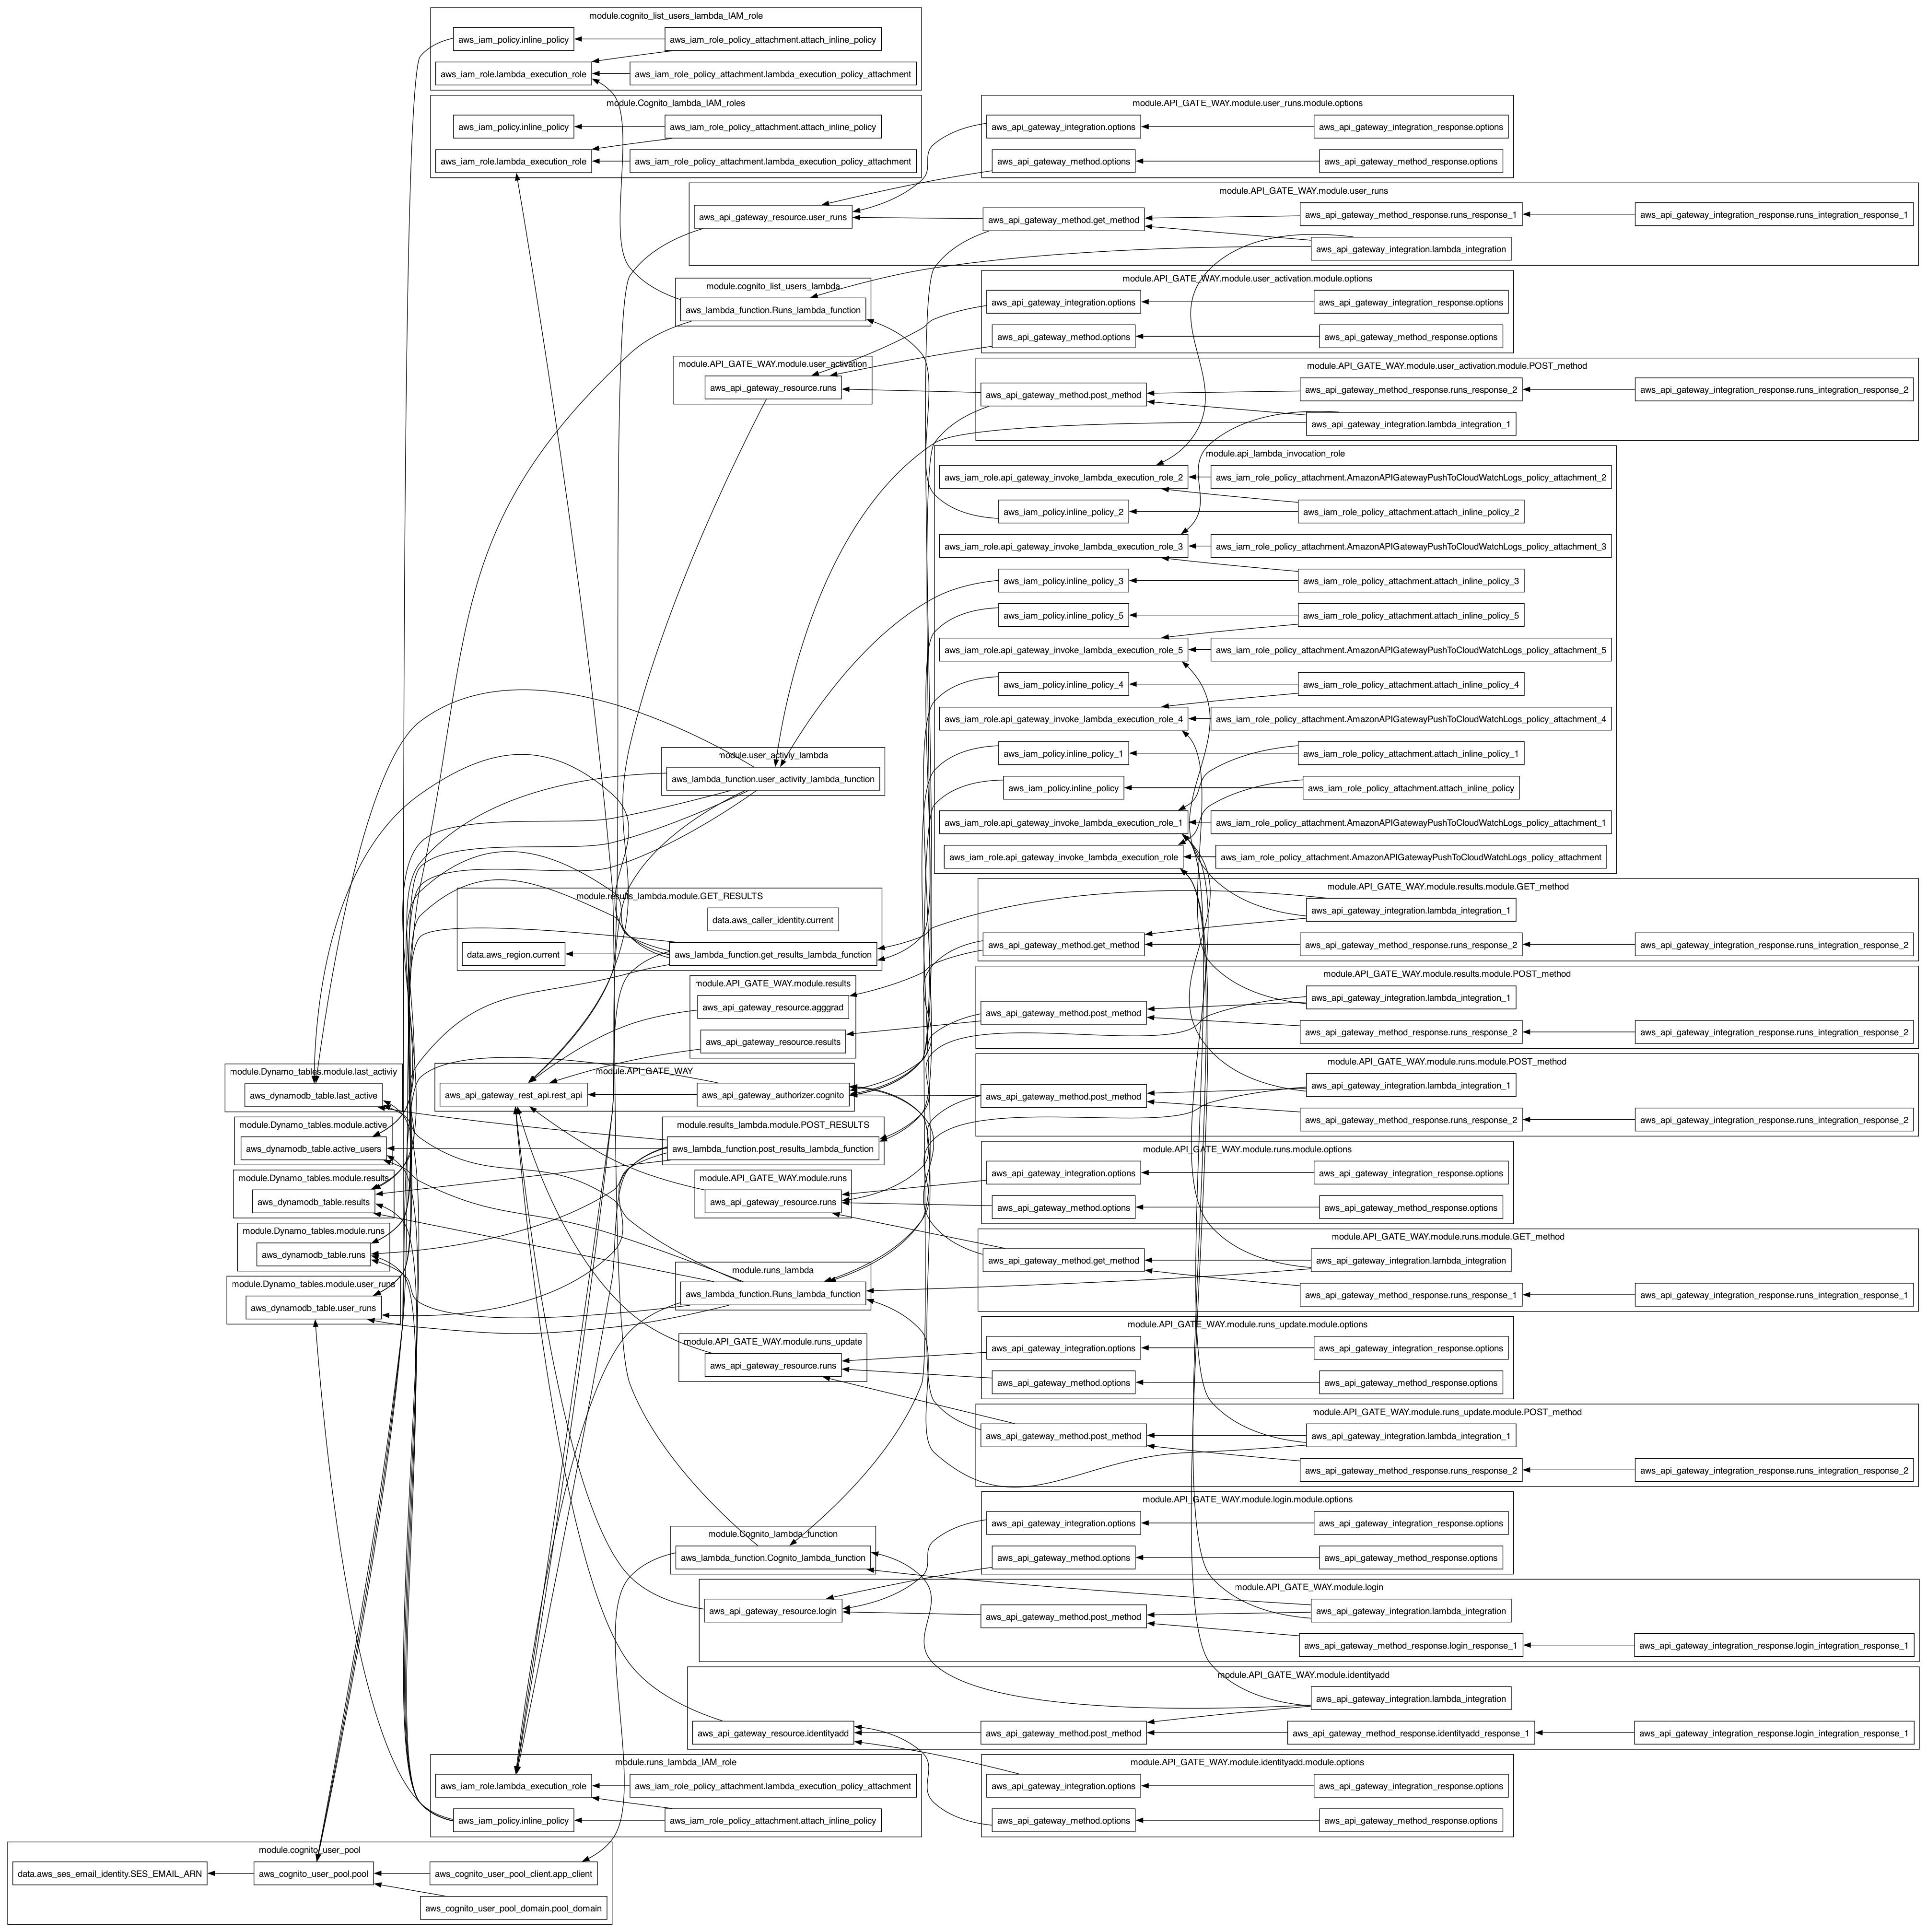 module.cognito_list_users_lambda_IAM_role
aws_iam_policy.inline_policy
aws_iam_role_policy_attachment.attach_inline_policy
aws_iam_role.lambda_execution_role
aws_iam_role_policy_attachment.lambda_execution_policy_attachment
module.Cognito_lambda_IAM_roles
aws_iam_policy.inline_policy
aws_iam_role_policy_attachment.attach_inline_policy
aws_iam_role.lambda_execution_role
aws_iam_role_policy_attachment.lambda_execution_policy_attachment
module.API_GATE_WAY.module.user_runs.module.options
aws_api_gateway_integration.options
aws_api_gateway_integration_response.options
aws_api_gateway_method.options
aws_api_gateway_method_response.options
module.API_GATE_WAY.module.user_runs
aws_api_gateway_resource.user_runs
aws_api_gateway_method.get_method
aws_api_gateway_method_response.runs_response_1
aws_api_gateway_integration_response.runs_integration_response_1
aws_api_gateway_integration.lambda_integration
module.cognito_list_users_lambda
aws_lambda_function.Runs_lambda_function
module.API_GATE_WAY.module.user_activation.module.options
aws_api_gateway_integration.options
aws_api_gateway_integration_response.options
aws_api_gateway_method.options
aws_api_gateway_method_response.options
module.API_GATE_WAY.module.user_activation
aws_api_gateway_resource.runs
module.API_GATE_WAY.module.user_activation.module.POST_method
aws_api_gateway_method.post_method
aws_api_gateway_method_response.runs_response_2
aws_api_gateway_integration_response.runs_integration_response_2
aws_api_gateway_integration.lambda_integration_1
module.api_lambda_invocation_role
aws_iam_role.api_gateway_invoke_lambda_execution_role_2
aws_iam_role_policy_attachment.AmazonAPIGatewayPushToCloudWatchLogs_policy_attachment_2
aws_iam_policy.inline_policy_2
aws_iam_role_policy_attachment.attach_inline_policy_2
aws_iam_role.api_gateway_invoke_lambda_execution_role_3
aws_iam_role_policy_attachment.AmazonAPIGatewayPushToCloudWatchLogs_policy_attachment_3
aws_iam_policy.inline_policy_3
aws_iam_role_policy_attachment.attach_inline_policy_3
aws_iam_policy.inline_policy_5
aws_iam_role_policy_attachment.attach_inline_policy_5
aws_iam_role.api_gateway_invoke_lambda_execution_role_5
aws_iam_role_policy_attachment.AmazonAPIGatewayPushToCloudWatchLogs_policy_attachment_5
aws_iam_policy.inline_policy_4
aws_iam_role_policy_attachment.attach_inline_policy_4
aws_iam_role.api_gateway_invoke_lambda_execution_role_4
aws_iam_role_policy_attachment.AmazonAPIGatewayPushToCloudWatchLogs_policy_attachment_4
aws_iam_policy.inline_policy_1
aws_iam_role_policy_attachment.attach_inline_policy_1
aws_iam_policy.inline_policy
aws_iam_role_policy_attachment.attach_inline_policy
aws_iam_role.api_gateway_invoke_lambda_execution_role_1
aws_iam_role_policy_attachment.AmazonAPIGatewayPushToCloudWatchLogs_policy_attachment_1
aws_iam_role.api_gateway_invoke_lambda_execution_role
aws_iam_role_policy_attachment.AmazonAPIGatewayPushToCloudWatchLogs_policy_attachment
module.user_activiy_lambda
aws_lambda_function.user_activity_lambda_function
module.results_lambda.module.GET_RESULTS
data.aws_caller_identity.current
data.aws_region.current
aws_lambda_function.get_results_lambda_function
module.API_GATE_WAY.module.results.module.GET_method
aws_api_gateway_integration.lambda_integration_1
aws_api_gateway_method.get_method
aws_api_gateway_method_response.runs_response_2
aws_api_gateway_integration_response.runs_integration_response_2
module.API_GATE_WAY.module.results
aws_api_gateway_resource.agggrad
aws_api_gateway_resource.results
module.API_GATE_WAY.module.results.module.POST_method
aws_api_gateway_integration.lambda_integration_1
aws_api_gateway_method.post_method
aws_api_gateway_method_response.runs_response_2
aws_api_gateway_integration_response.runs_integration_response_2
module.Dynamo_tables.module.last_activiy
aws_dynamodb_table.last_active
module.API_GATE_WAY
aws_api_gateway_rest_api.rest_api
aws_api_gateway_authorizer.cognito
module.API_GATE_WAY.module.runs.module.POST_method
aws_api_gateway_integration.lambda_integration_1
aws_api_gateway_method.post_method
aws_api_gateway_method_response.runs_response_2
aws_api_gateway_integration_response.runs_integration_response_2
module.Dynamo_tables.module.active
aws_dynamodb_table.active_users
module.results_lambda.module.POST_RESULTS
aws_lambda_function.post_results_lambda_function
module.API_GATE_WAY.module.runs.module.options
aws_api_gateway_integration.options
aws_api_gateway_integration_response.options
aws_api_gateway_method.options
aws_api_gateway_method_response.options
module.Dynamo_tables.module.results
aws_dynamodb_table.results
module.API_GATE_WAY.module.runs
aws_api_gateway_resource.runs
module.Dynamo_tables.module.runs
aws_dynamodb_table.runs
module.API_GATE_WAY.module.runs.module.GET_method
aws_api_gateway_method.get_method
aws_api_gateway_integration.lambda_integration
aws_api_gateway_method_response.runs_response_1
aws_api_gateway_integration_response.runs_integration_response_1
module.Dynamo_tables.module.user_runs
aws_dynamodb_table.user_runs
module.runs_lambda
aws_lambda_function.Runs_lambda_function
module.API_GATE_WAY.module.runs_update
aws_api_gateway_resource.runs
module.API_GATE_WAY.module.runs_update.module.options
aws_api_gateway_integration.options
aws_api_gateway_integration_response.options
aws_api_gateway_method.options
aws_api_gateway_method_response.options
module.API_GATE_WAY.module.runs_update.module.POST_method
aws_api_gateway_method.post_method
aws_api_gateway_integration.lambda_integration_1
aws_api_gateway_method_response.runs_response_2
aws_api_gateway_integration_response.runs_integration_response_2
module.API_GATE_WAY.module.login.module.options
aws_api_gateway_integration.options
aws_api_gateway_integration_response.options
aws_api_gateway_method.options
aws_api_gateway_method_response.options
module.Cognito_lambda_function
aws_lambda_function.Cognito_lambda_function
module.API_GATE_WAY.module.login
aws_api_gateway_resource.login
aws_api_gateway_method.post_method
aws_api_gateway_integration.lambda_integration
aws_api_gateway_method_response.login_response_1
aws_api_gateway_integration_response.login_integration_response_1
module.API_GATE_WAY.module.identityadd
aws_api_gateway_integration.lambda_integration
aws_api_gateway_resource.identityadd
aws_api_gateway_method.post_method
aws_api_gateway_method_response.identityadd_response_1
aws_api_gateway_integration_response.login_integration_response_1
module.runs_lambda_IAM_role
aws_iam_role.lambda_execution_role
aws_iam_role_policy_attachment.lambda_execution_policy_attachment
aws_iam_policy.inline_policy
aws_iam_role_policy_attachment.attach_inline_policy
module.API_GATE_WAY.module.identityadd.module.options
aws_api_gateway_integration.options
aws_api_gateway_integration_response.options
aws_api_gateway_method.options
aws_api_gateway_method_response.options
module.cognito_user_pool
data.aws_ses_email_identity.SES_EMAIL_ARN
aws_cognito_user_pool.pool
aws_cognito_user_pool_client.app_client
aws_cognito_user_pool_domain.pool_domain